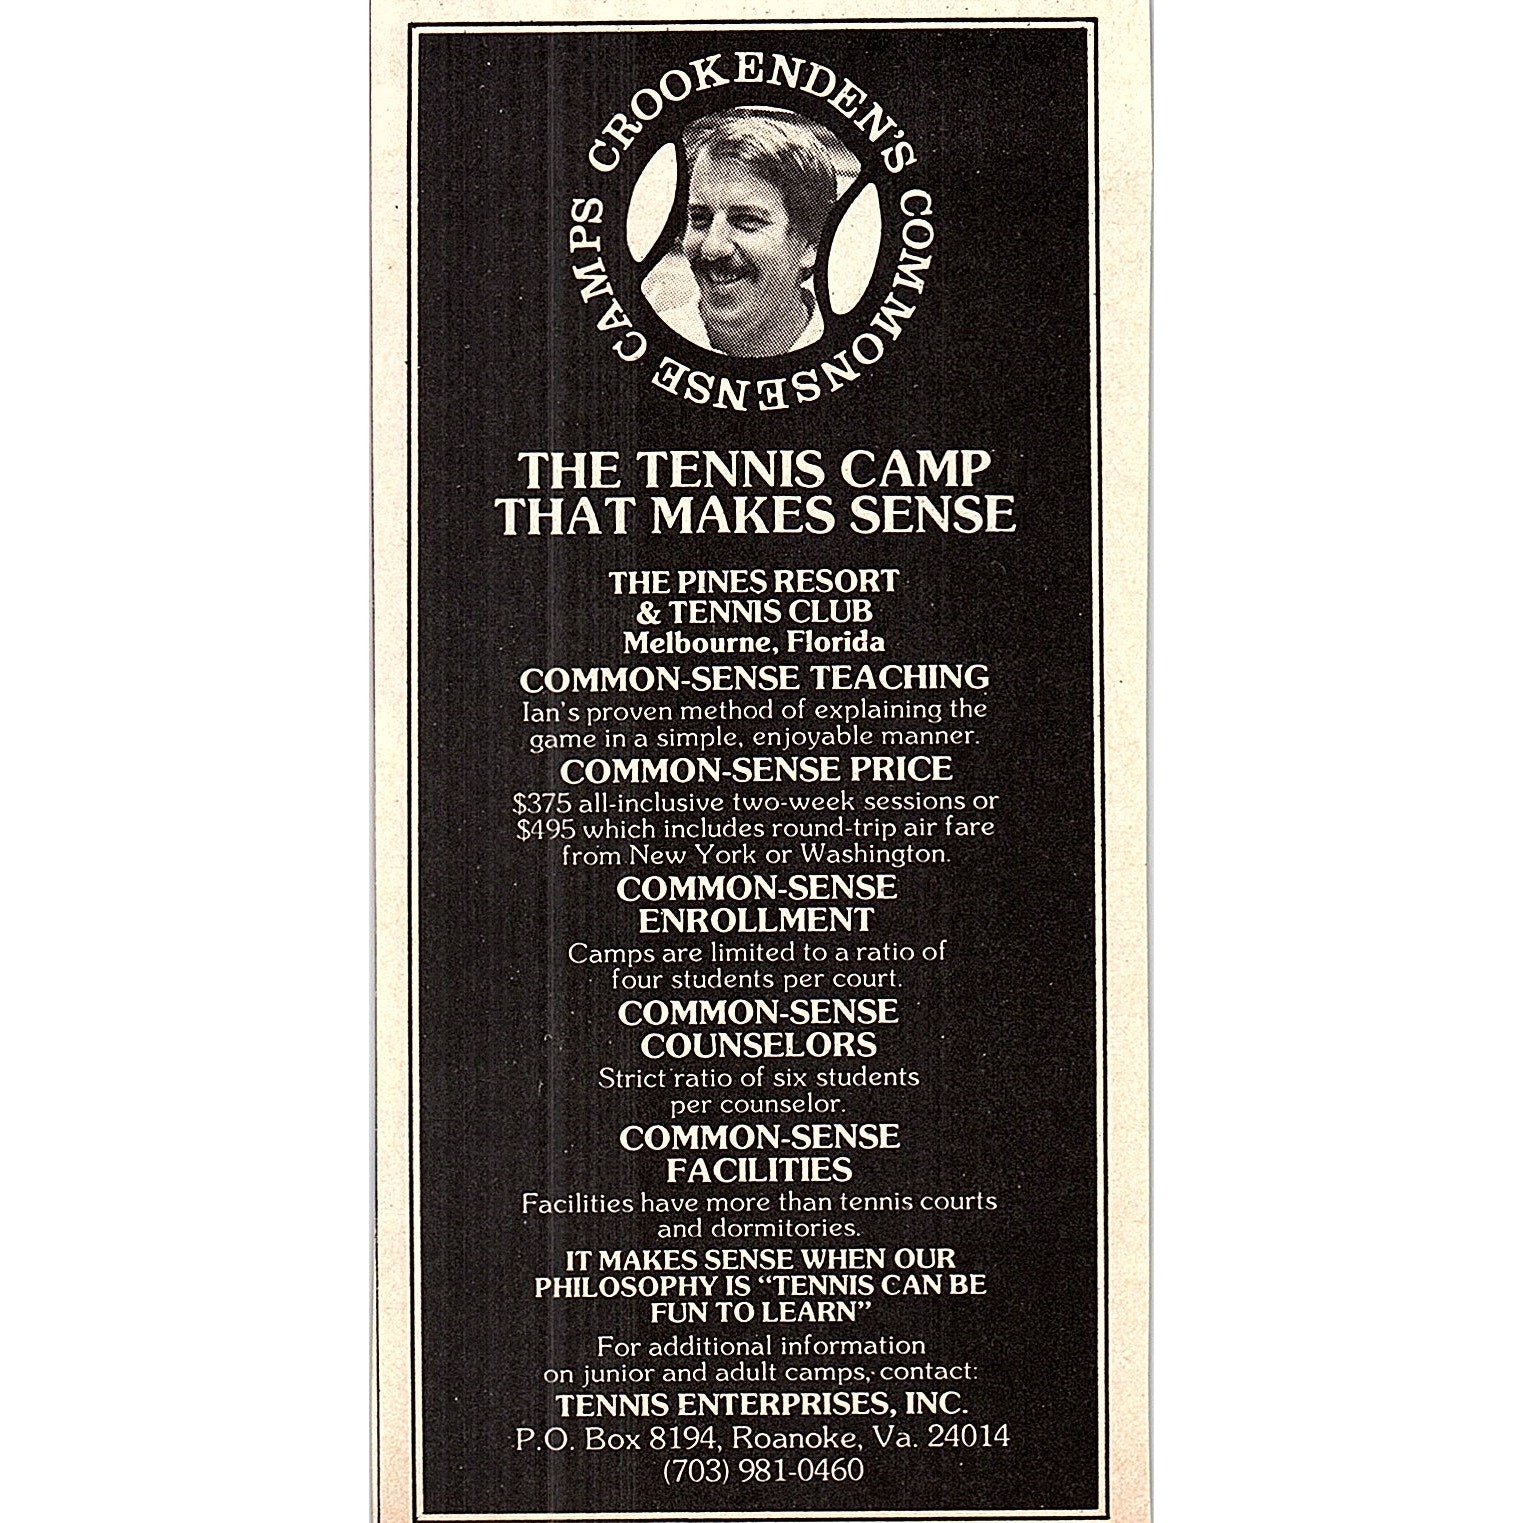 CROOKENDEN'S COMMONSENSE CAMPS
THE TENNIS CAMP
THAT MAKES SENSE
THE PINES RESORT
& TENNIS CLUB
Melbourne, Florida
COMMON-SENSE TEACHING
Ian's proven method of explaining the
game in a simple, enjoyable manner.
COMMON-SENSE PRICE
$375 all-inclusive two-week sessions or
$495 which includes round-trip air fare
from New York or Washington.
COMMON-SENSE
ENROLLMENT
Camps are limited to a ratio of
four students per court.
COMMON-SENSE
COUNSELORS
Strict ratio of six students
per counselor.
COMMON-SENSE
FACILITIES
Facilities have more than tennis courts
and dormitories.
IT MAKES SENSE WHEN OUR
PHILOSOPHY IS “TENNIS CAN BE
FUN TO LEARN”
For additional information
on junior and adult camps, contact:
TENNIS ENTERPRISES, INC.
P.O. Box 8194, Roanoke, Va. 24014
(703) 981-0460